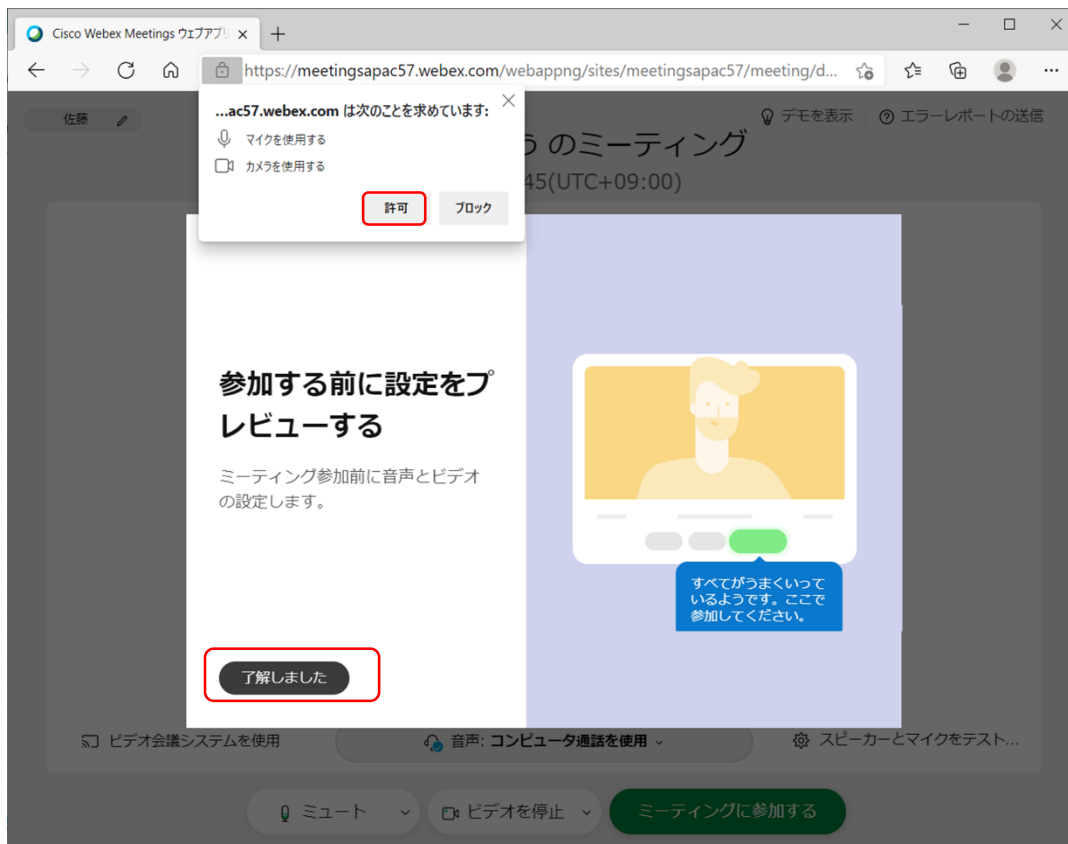 Cisco Webex Meetings ウェブアプリ
https://meetingsapac57.webex.com/webappng/sites/meetingsapac57/meeting/d...
...ac57.webex.com は次のことを求めています:
マイクを使用する
カメラを使用する
許可 ブロック
佐藤
デモを表示
エラーレポートの送信
のミーティング
45(UTC+09:00)
参加する前に設定をプ
レビューする
ミーティング参加前に音声とビデオ
の設定します。
すべてがうまくいって
いるようです。ここで
参加してください。
了解しました
ビデオ会議システムを使用
音声: コンピュータ通話を使用
スピーカーとマイクをテスト...
ミュート
ビデオを停止
ミーティングに参加する